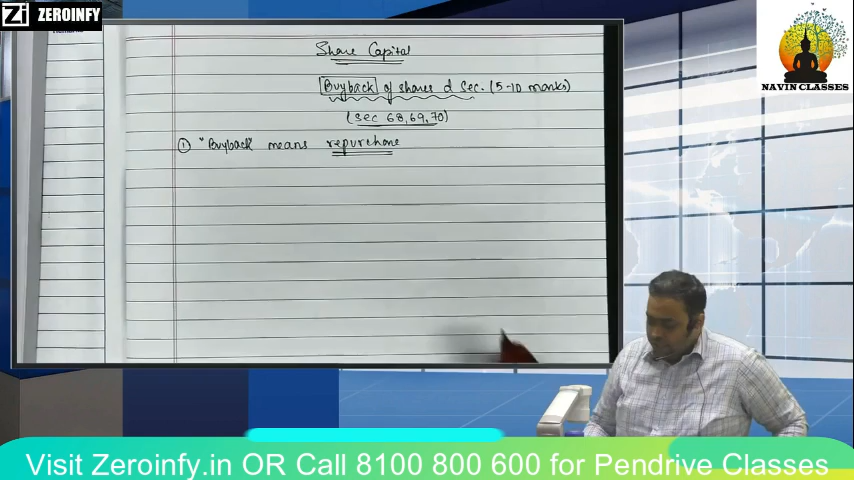 Zi ZEROINFY
Share Capital
Buyback of shares & Sec. (5-10 marks)
(Sec 68, 69, 70)
① "Buyback" means repurchase
NAVIN CLASSES
Visit Zeroinfy.in OR Call 8100 800 600 for Pendrive Classes